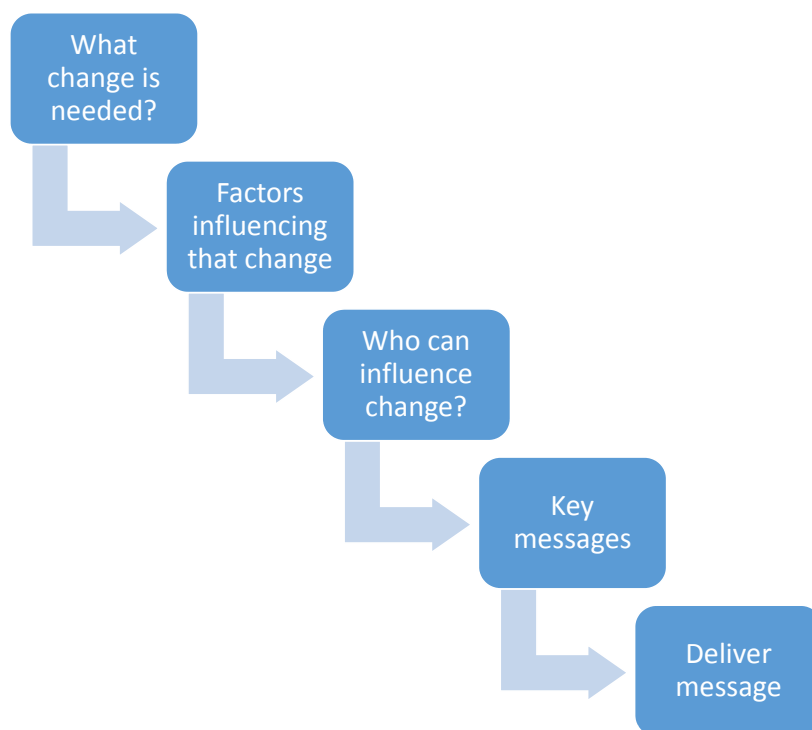 What
change is
needed?
Factors
influencing
that change
Who can
influence
change?
Key
messages
Deliver
message